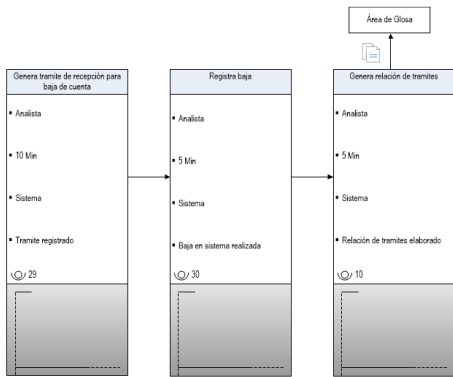 Área de Glosa
Genera tramite de recepción para
baja de cuenta
▪ Analista
▪ 10 Min
▪ Sistema
▪ Tramite registrado
29
Registra baja
▪ Analista
▪ 5 Min
▪ Sistema
▪ Baja en sistema realizada
30
Genera relación de tramites
▪ Analista
▪ 5 Min
▪ Sistema
▪ Relación de tramites elaborado
10